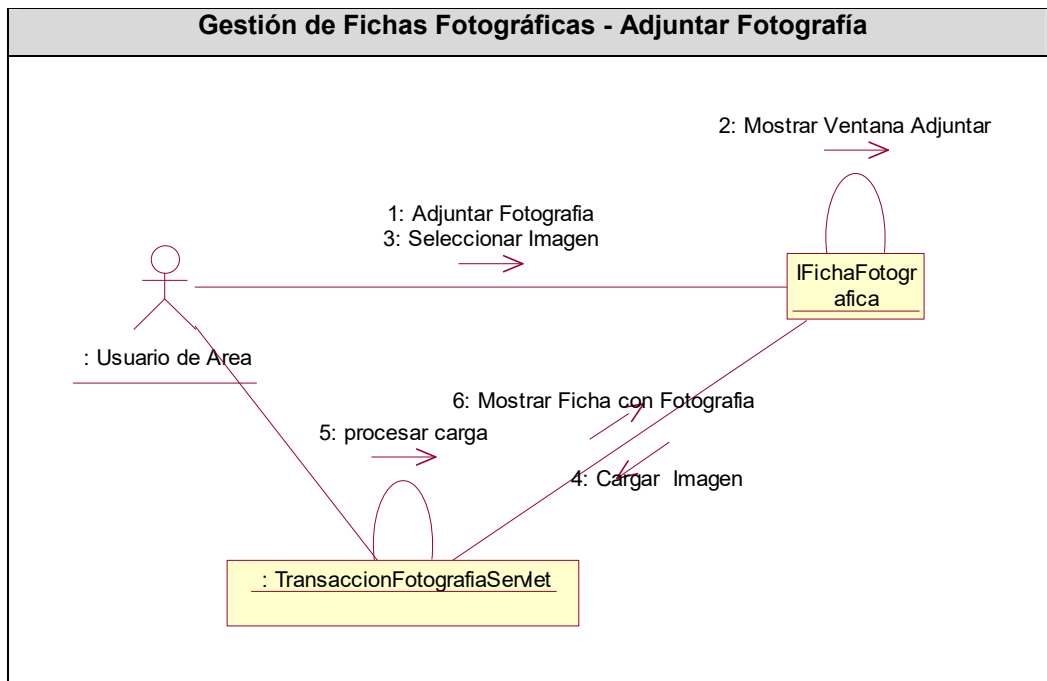 Gestión de Fichas Fotográficas - Adjuntar Fotografía
2: Mostrar Ventana Adjuntar
1: Adjuntar Fotografia
3: Seleccionar Imagen
IFichaFotogr
afica
: Usuario de Area
6: Mostrar Ficha con Fotografia
5: procesar carga
4: Cargar Imagen
: TransaccionFotografiaServlet